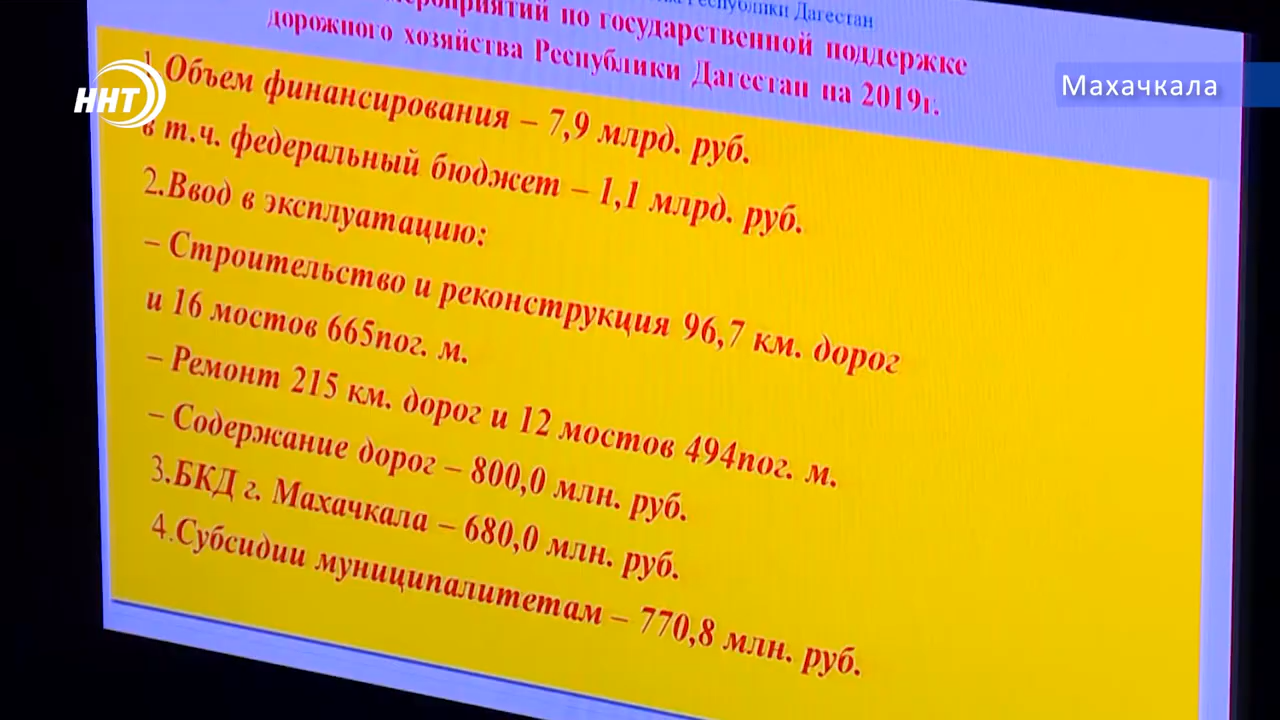 Республики Дагестан
мероприятий по государственной поддержке
дорожного хозяйства Республики Дагестан на 2019г.
Махачкала
ННТ
1.Объем финансирования – 7,9 млрд. руб.
в т.ч. федеральный бюджет – 1,1 млрд. руб.
2.Ввод в эксплуатацию:
– Строительство и реконструкция 96,7 км. дорог
и 16 мостов 665пог. м.
– Ремонт 215 км. дорог и 12 мостов 494пог. м.
– Содержание дорог – 800,0 млн. руб.
3.БКД г. Махачкала – 680,0 млн. руб.
4.Субсидии муниципалитетам – 770,8 млн. руб.